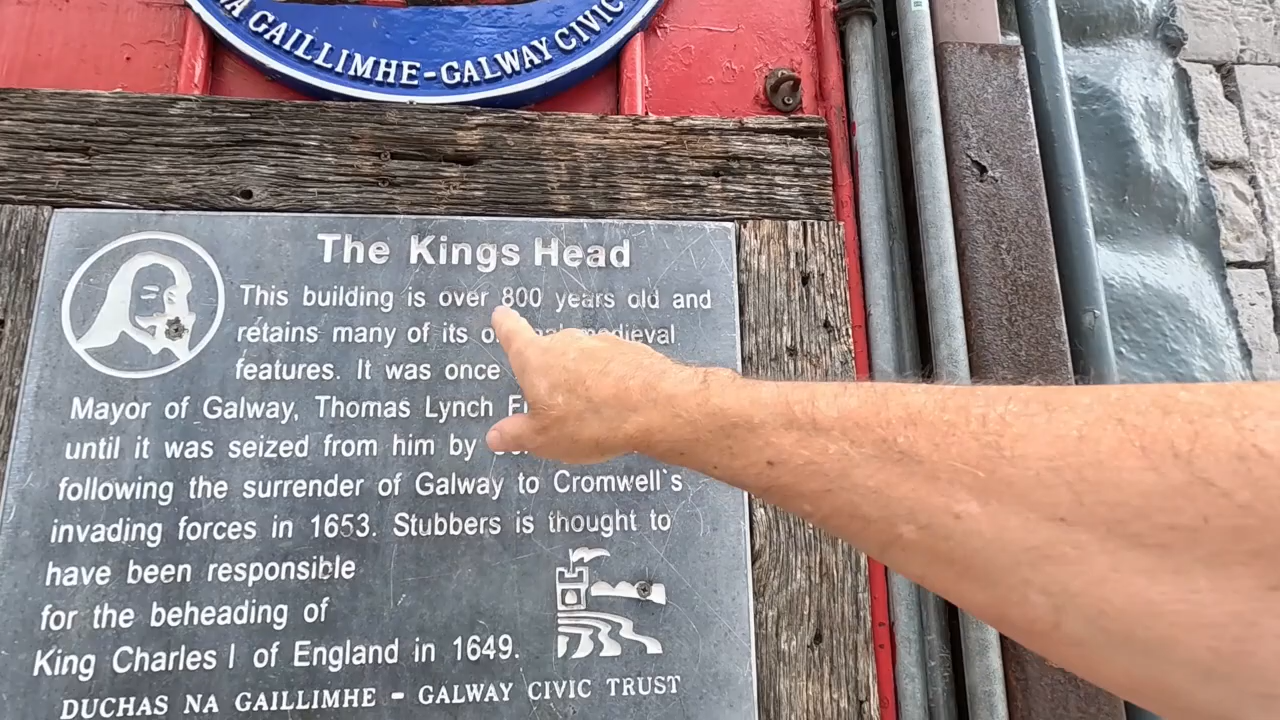 NA GAILLIMHE-GALWAY CIVIC
The Kings Head
This building is over 800 years old and
retains many of its medieval
features. It was once
Mayor of Galway, Thomas Lynch
until it was seized from him by
following the surrender of Galway to Cromwell`s
invading forces in 1653. Stubbers is thought to
have been responsible
for the beheading of
King Charles I of England in 1649.
DUCHAS NA GAILLIMHE - GALWAY CIVIC TRUST